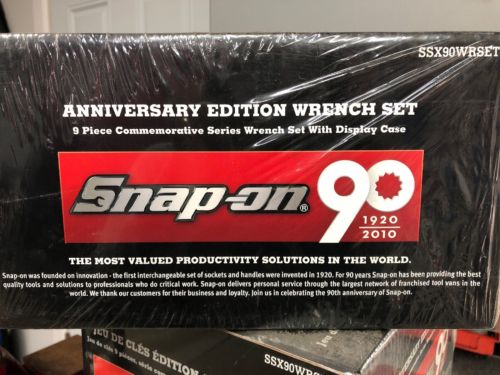 SSX90WRSET
ANNIVERSARY EDITION WRENCH SET
9 Piece Commemorative Series Wrench Set With Display Case
Snap-on® 90
1920
2010
THE MOST VALUED PRODUCTIVITY SOLUTIONS IN THE WORLD.
Snap-on was founded on innovation - the first interchangeable set of sockets and handles were invented in 1920. For 90 years Snap-on has been providing the best
quality tools and solutions to professionals who do critical work. Snap-on delivers personal service through the largest network of franchised tool vans in the
world. We thank our customers for their business and loyalty. Join us in celebrating the 90th anniversary of Snap-on.
JEU DE CLÉS ÉDITION
SSX90WR